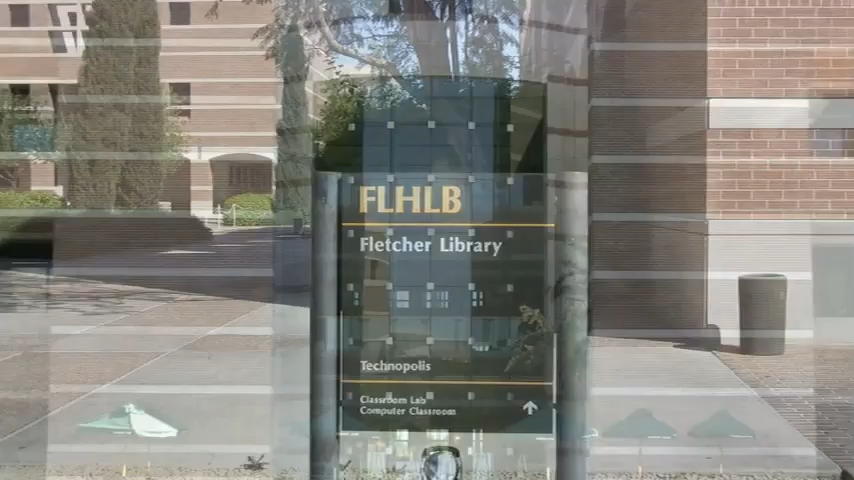 FLHLB
Fletcher Library
Technopolis
Classroom Lab
Computer Classroom